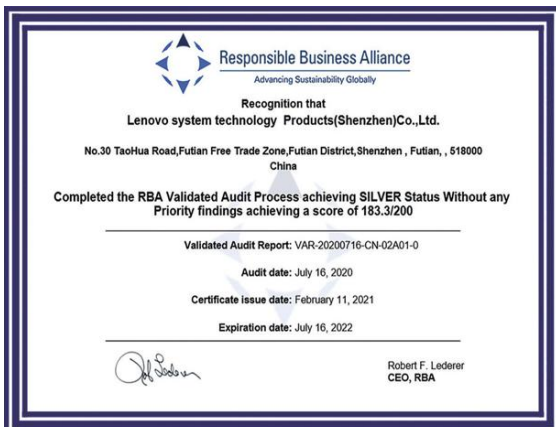 Responsible Business Alliance
Advancing Sustainability Globally
Recognition that
Lenovo system technology Products(Shenzhen)Co.,Ltd.
No.30 TaoHua Road,Futian Free Trade Zone,Futian District,Shenzhen , Futian, , 518000
China
Completed the RBA Validated Audit Process achieving SILVER Status Without any
Priority findings achieving a score of 183.3/200
Validated Audit Report: VAR-20200716-CN-02A01-0
Audit date: July 16, 2020
Certificate issue date: February 11, 2021
Expiration date: July 16, 2022
Robert F. Lederer
CEO, RBA